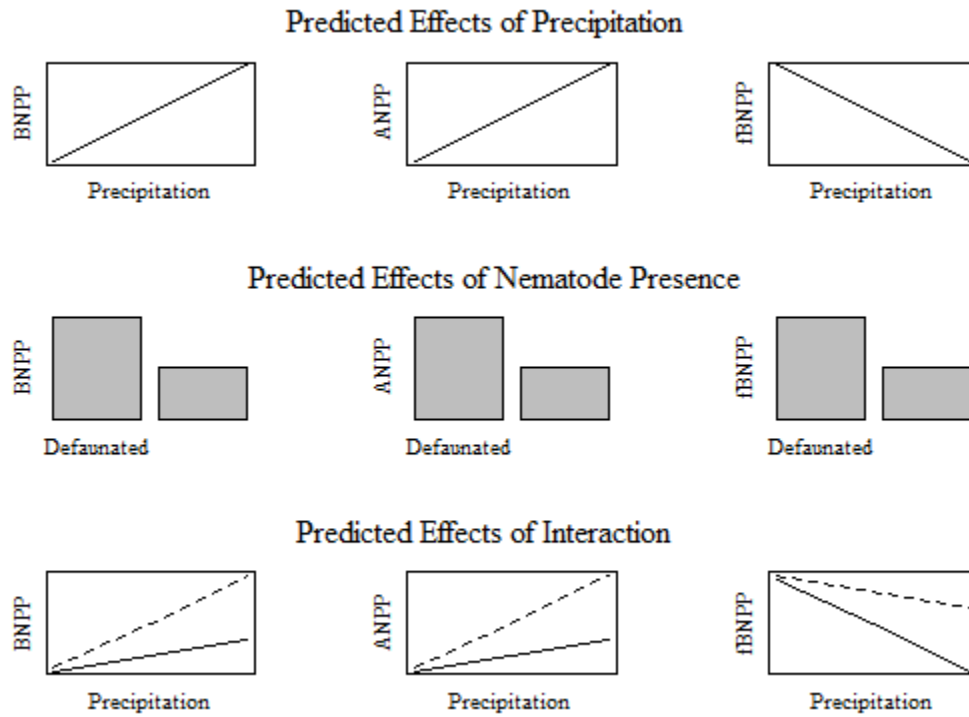 Predicted Effects of Precipitation
BNPP
ANPP
fBNPP
Precipitation
Precipitation
Precipitation
Predicted Effects of Nematode Presence
BNPP
ANPP
fBNPP
Defaunated
Defaunated
Defaunated
Predicted Effects of Interaction
BNPP
ANPP
fBNPP
Precipitation
Precipitation
Precipitation